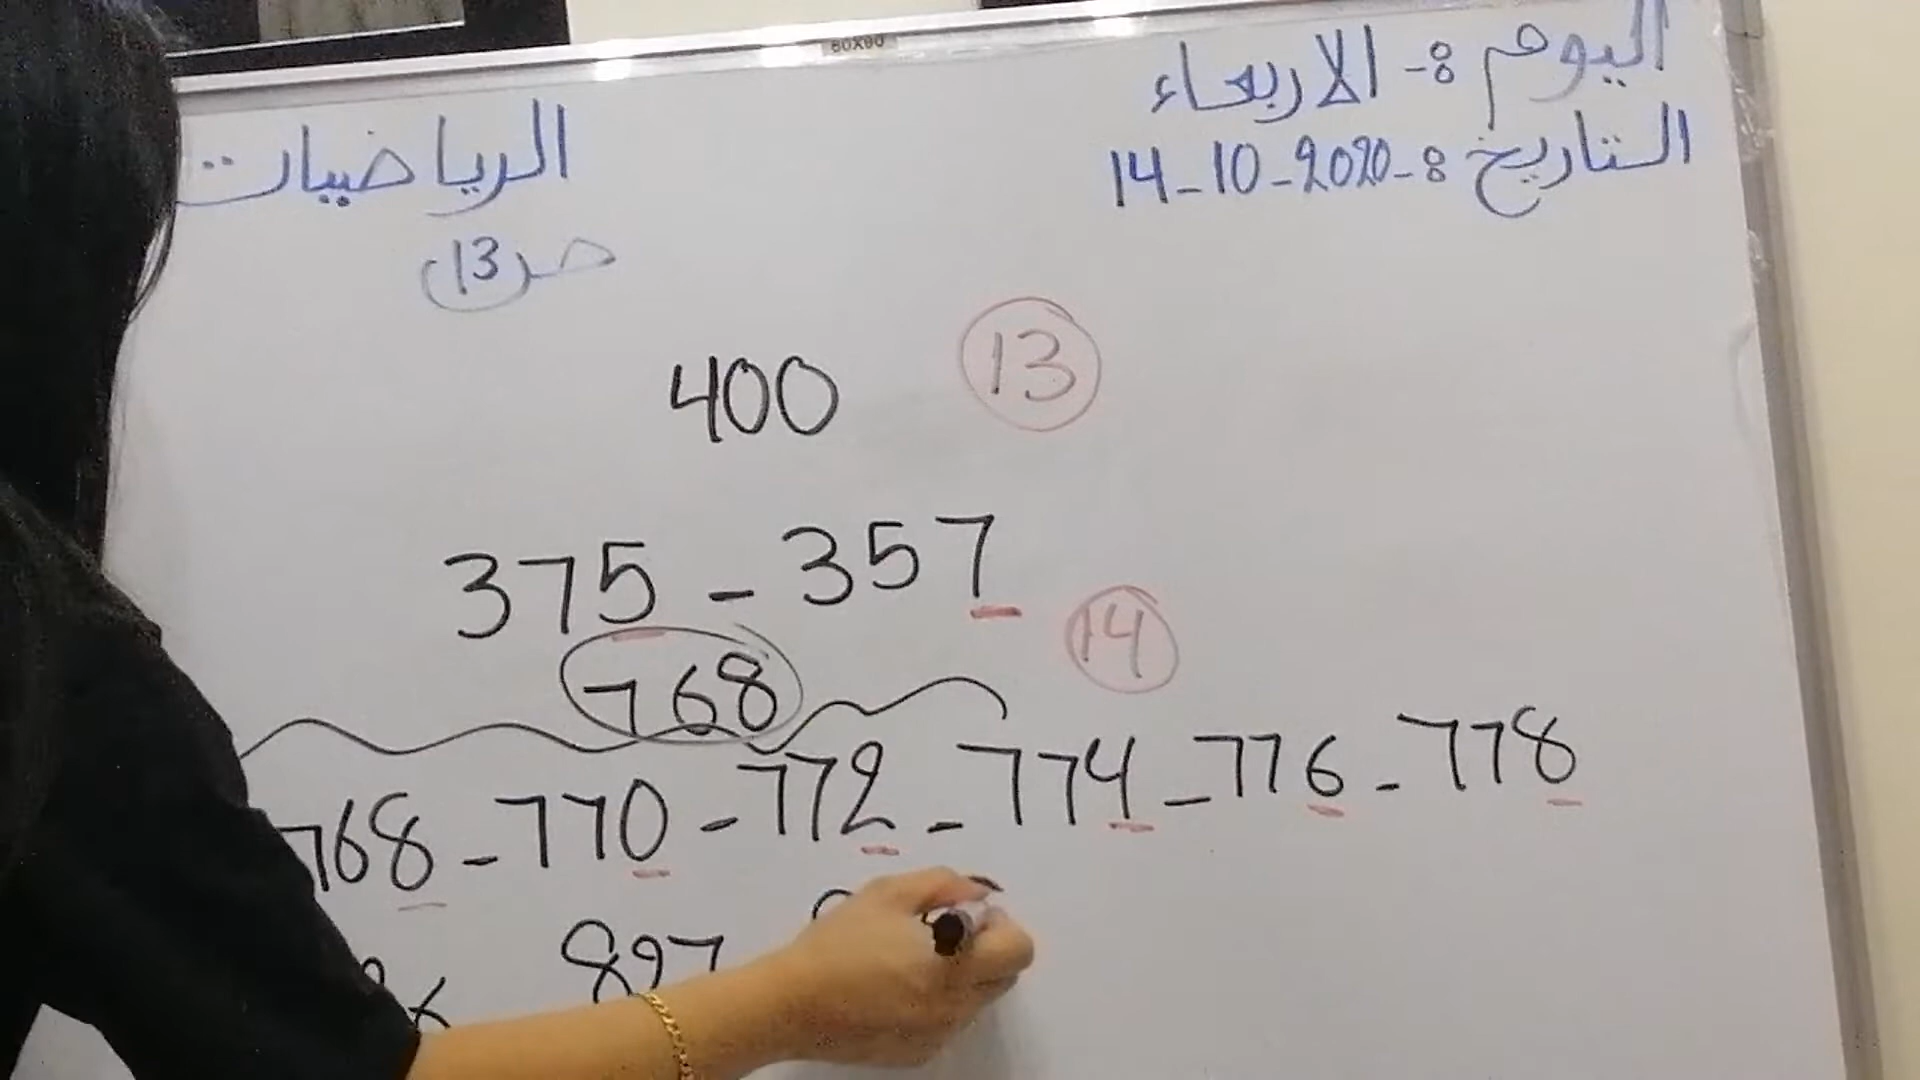 80X90
اليوم :- الاربعاء
التاريخ :- 2020-10-14
الرياضيات
ص 13
400
13
375 - 357
14
768
768 - 770 - 772 - 774 - 776 - 778
897